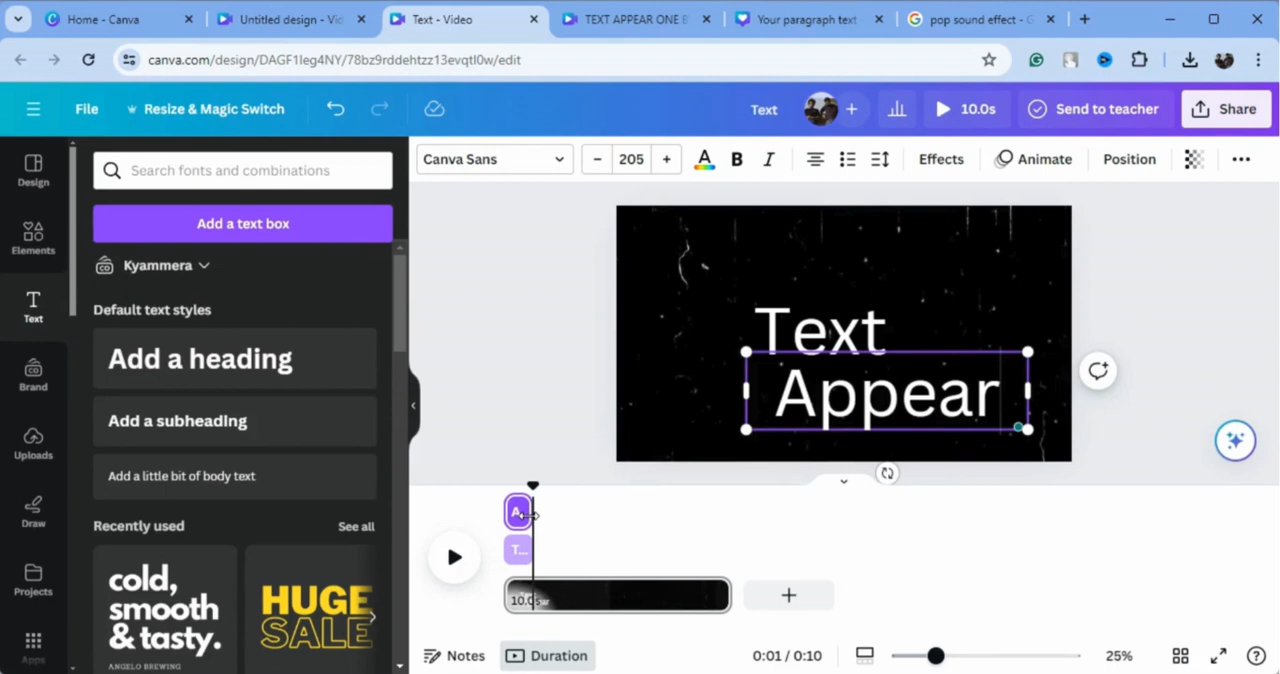 Home - Canva
Untitled design - Vid
Text - Video
TEXT APPEAR ONE B
Your paragraph text
pop sound effect - G
canva.com/design/DAGF1leg4NY/78bz9rddehtzz13evqtl0w/edit
File
Resize & Magic Switch
Text
10.0s
Send to teacher
Share
Design
Elements
Text
Brand
Uploads
Draw
Projects
Apps
Search fonts and combinations
Add a text box
Kyammera
Default text styles
Add a heading
Add a subheading
Add a little bit of body text
Recently used
See all
cold,
smooth
& tasty.
ANGELO BREWING
HUGE
SALE
Canva Sans
205
A
B
I
Effects
Animate
Position
Text
Appear
A
T...
10.0s
Notes
Duration
0:01 / 0:10
25%